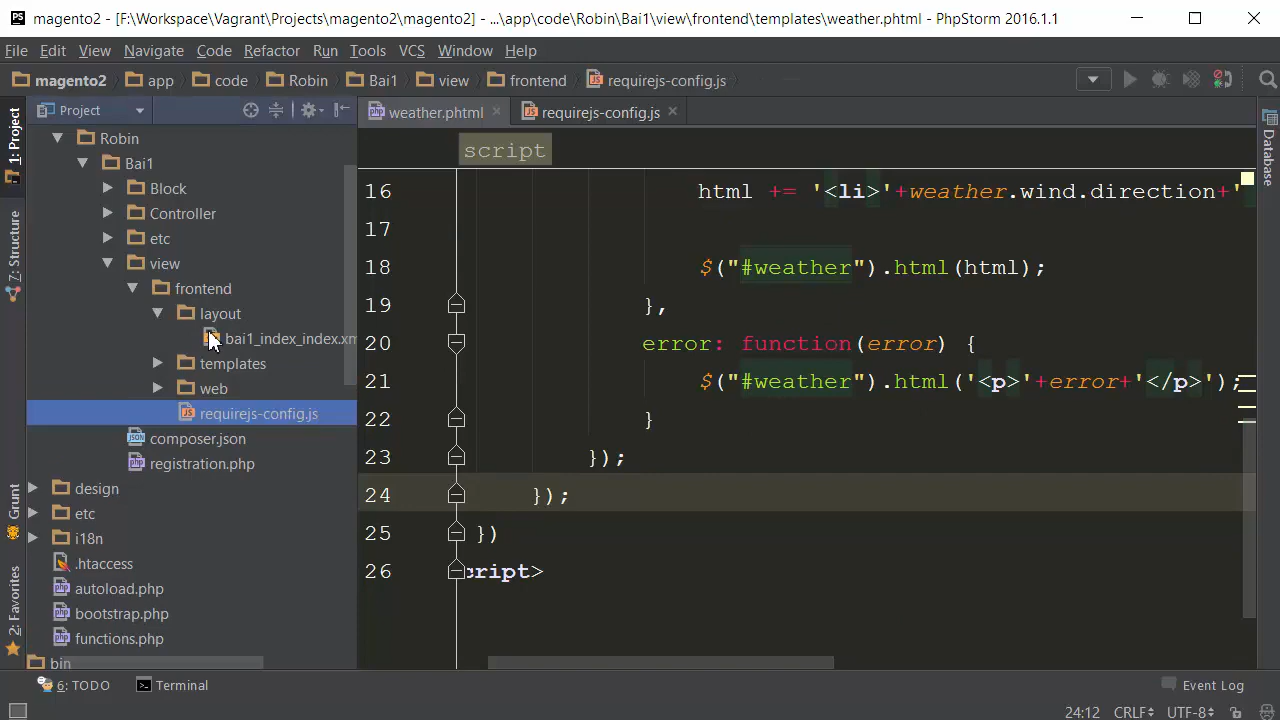 magento2 - [F:\Workspace\Vagrant\Projects\magento2\magento2] - ...\app\code\Robin\Bai1\view\frontend\templates\weather.phtml - PhpStorm 2016.1.1
File Edit View Navigate Code Refactor Run Tools VCS Window Help
magento2 app code Robin Bai1 view frontend requirejs-config.js
Project
weather.phtml
requirejs-config.js
1: Project
Z: Structure
Grunt
2: Favorites
Database
Robin
Bai1
Block
Controller
etc
view
frontend
layout
bai1_index_index.xm
templates
web
requirejs-config.js
composer.json
registration.php
design
etc
i18n
.htaccess
autoload.php
bootstrap.php
functions.php
bin
script
16 html += '<li>'+weather.wind.direction+'
17
18 $("#weather").html(html);
19 },
20 error: function(error) {
21 $("#weather").html('<p>'+error+'</p>');
22 }
23 });
24 });
25 })
26 cript>
6: TODO Terminal Event Log
24:12 CRLF UTF-8